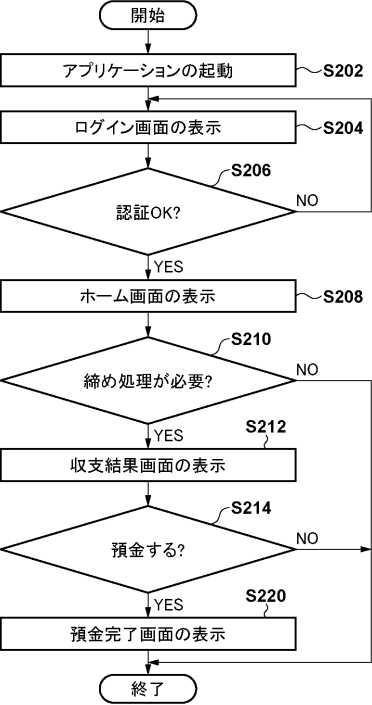 開始
アプリケーションの起動 S202
ログイン画面の表示 S204
S206
認証OK? NO
YES
ホーム画面の表示 S208
S210
締め処理が必要? NO
YES
S212
収支結果画面の表示
S214
預金する? NO
YES
S220
預金完了画面の表示
終了